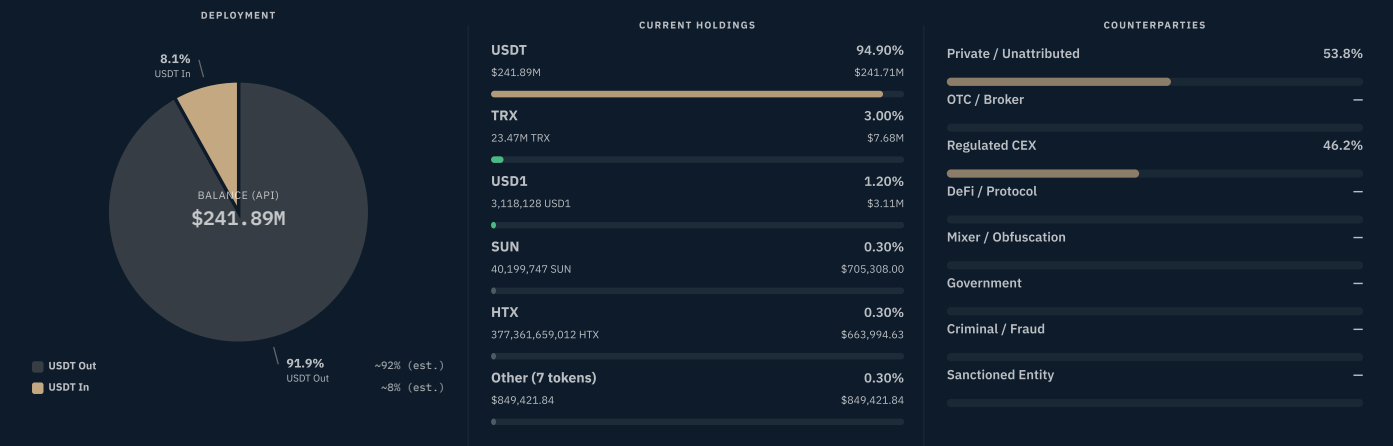 DEPLOYMENT
8.1%
USDT In
BALANCE (API)
$241.89M
91.9%
USDT Out
USDT Out ~92% (est.)
USDT In ~8% (est.)
CURRENT HOLDINGS
USDT 94.90%
$241.89M $241.71M
TRX 3.00%
23.47M TRX $7.68M
USD1 1.20%
3,118,128 USD1 $3.11M
SUN 0.30%
40,199,747 SUN $705,308.00
HTX 0.30%
377,361,659,012 HTX $663,994.63
Other (7 tokens) 0.30%
$849,421.84 $849,421.84
COUNTERPARTIES
Private / Unattributed 53.8%
OTC / Broker —
Regulated CEX 46.2%
DeFi / Protocol —
Mixer / Obfuscation —
Government —
Criminal / Fraud —
Sanctioned Entity —